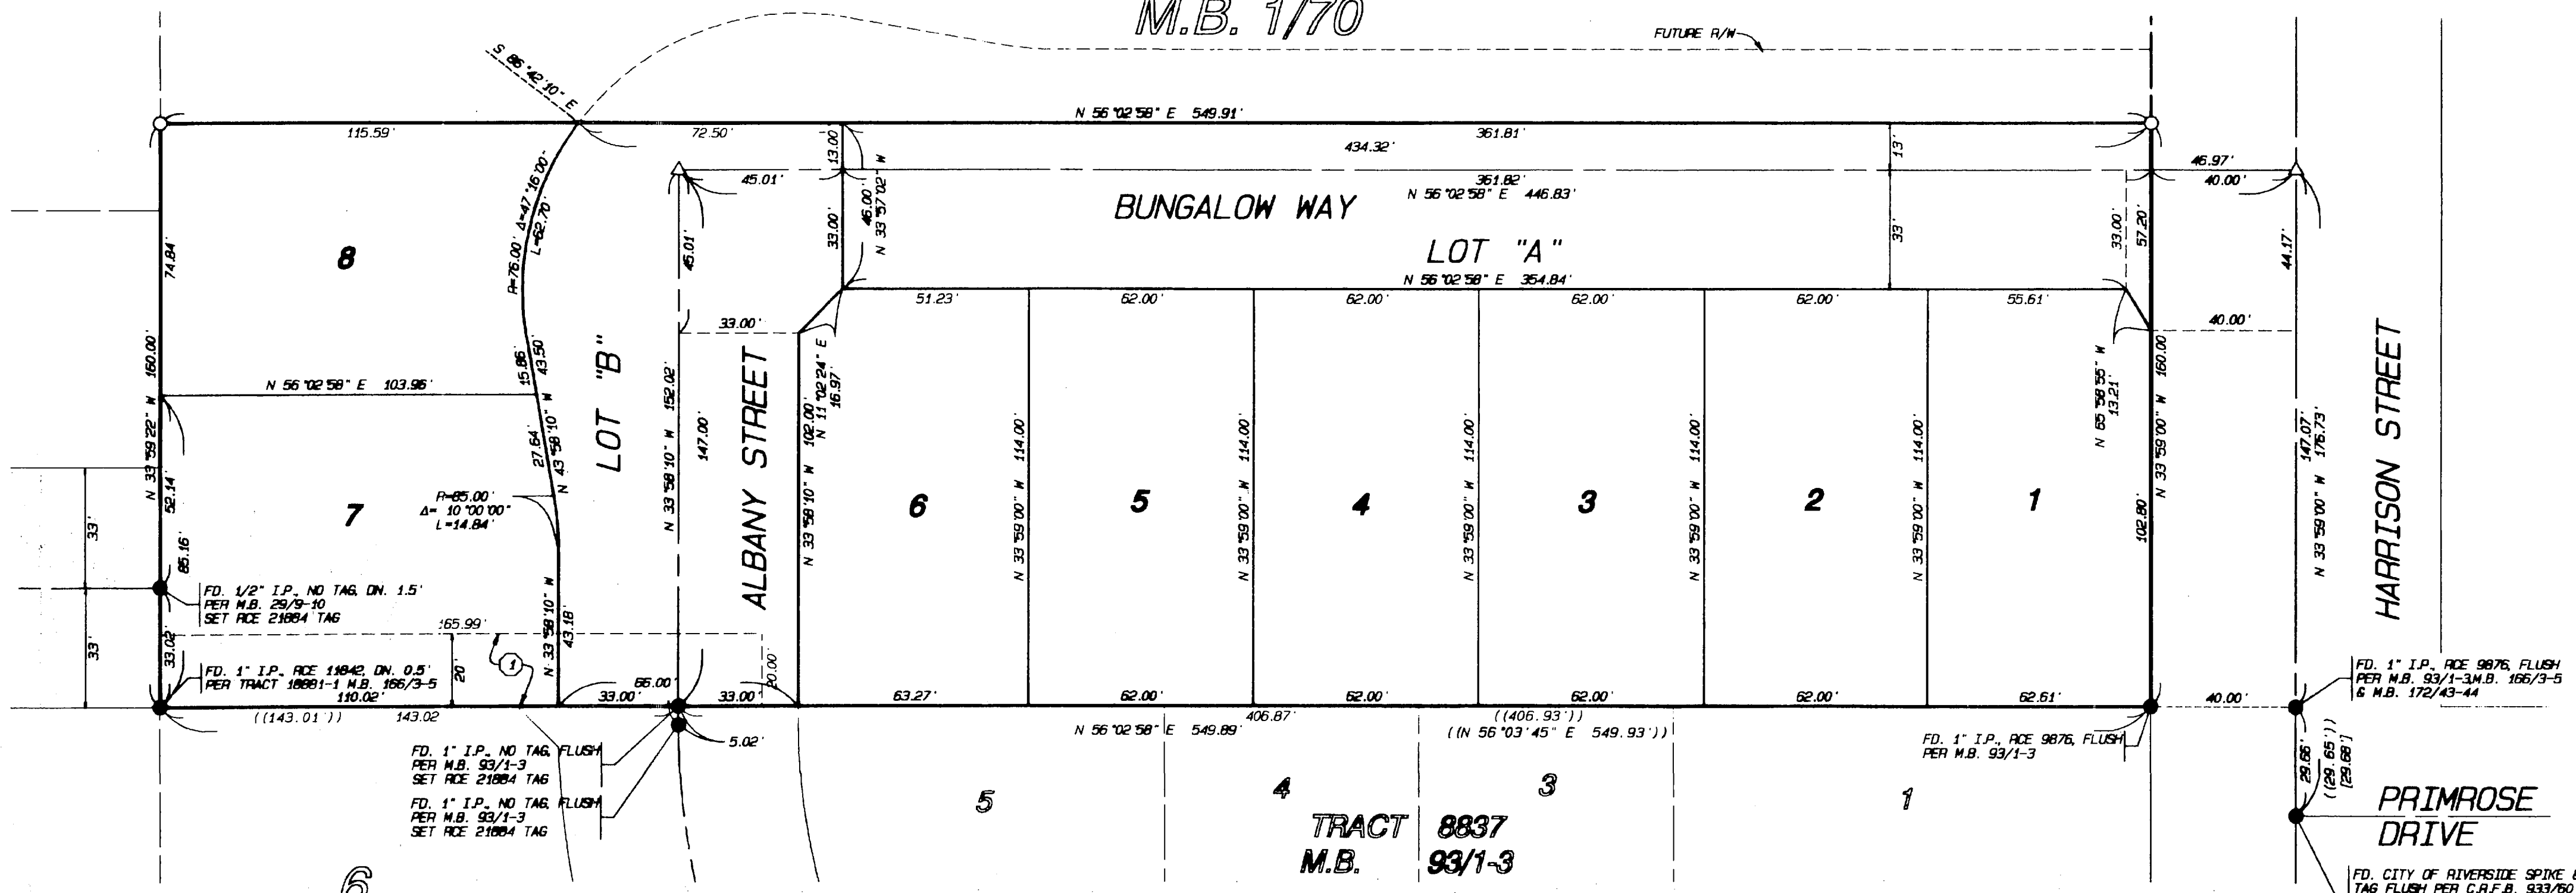 M.B. 1/70
FUTURE R/W
S 86°42'10" E
N 56°02'58" E 549.91'
115.59'
72.50'
361.81'
434.32'
13.00'
13'
46.97'
45.01'
361.82'
40.00'
N 56°02'58" E 446.83'
BUNGALOW WAY
LOT "A"
N 56°02'58" E 354.84'
46.00'
N 33°57'02" W
33.00'
33'
33.00'
57.20'
44.17'
74.84'
8
R=76.00' Δ=47°16'00"
L=62.70'
45.01'
51.23'
62.00'
62.00'
62.00'
62.00'
55.61'
33.00'
40.00'
N 33°59'22" W 160.00'
N 56°02'58" E 103.96'
15.86'
43.50'
N 43°58'10" W
27.64'
LOT "B"
N 33°58'10" W 152.02'
147.00'
ALBANY STREET
N 11°02'24" E
16.97'
N 33°58'10" W 102.00'
N 65°58'55" W
13.21'
N 33°59'00" W 160.00
102.80'
147.07'
N 33°59'00" W 176.73'
HARRISON STREET
52.14'
85.16'
7
R=85.00'
Δ= 10°00'00"
L=14.84'
6
5
4
3
2
1
N 33°59'00" W 114.00'
N 33°59'00" W 114.00'
N 33°59'00" W 114.00'
N 33°59'00" W 114.00'
N 33°59'00" W 114.00'
33'
33'
FD. 1/2" I.P., NO TAG, DN. 1.5'
PER M.B. 29/9-10
SET RCE 21884 TAG
165.99'
33.02'
20'
1
N 33°58'10" W
43.18'
20.00'
FD. 1" I.P., RCE 11842, DN. 0.5'
PER TRACT 18881-1 M.B. 166/3-5
110.02'
66.00'
33.00'
33.00'
63.27'
62.00'
62.00'
62.00'
62.00'
62.61'
40.00'
((143.01')) 143.02
406.87'
((406.93'))
N 56°02'58" E 549.89'
((N 56°03'45" E 549.93'))
5.02'
FD. 1" I.P., NO TAG, FLUSH
PER M.B. 93/1-3
SET RCE 21884 TAG
FD. 1" I.P., NO TAG, FLUSH
PER M.B. 93/1-3
SET RCE 21884 TAG
FD. 1" I.P., RCE 9876, FLUSH
PER M.B. 93/1-3
FD. 1" I.P., RCE 9876, FLUSH
PER M.B. 93/1-3,M.B. 166/3-5
& M.B. 172/43-44
29.66'
((29.65'))
[29.68']
5
4
3
1
TRACT 8837
M.B. 93/1-3
PRIMROSE
DRIVE
6
FD. CITY OF RIVERSIDE SPIKE &
TAG FLUSH PER C.R.F.B. 933/60